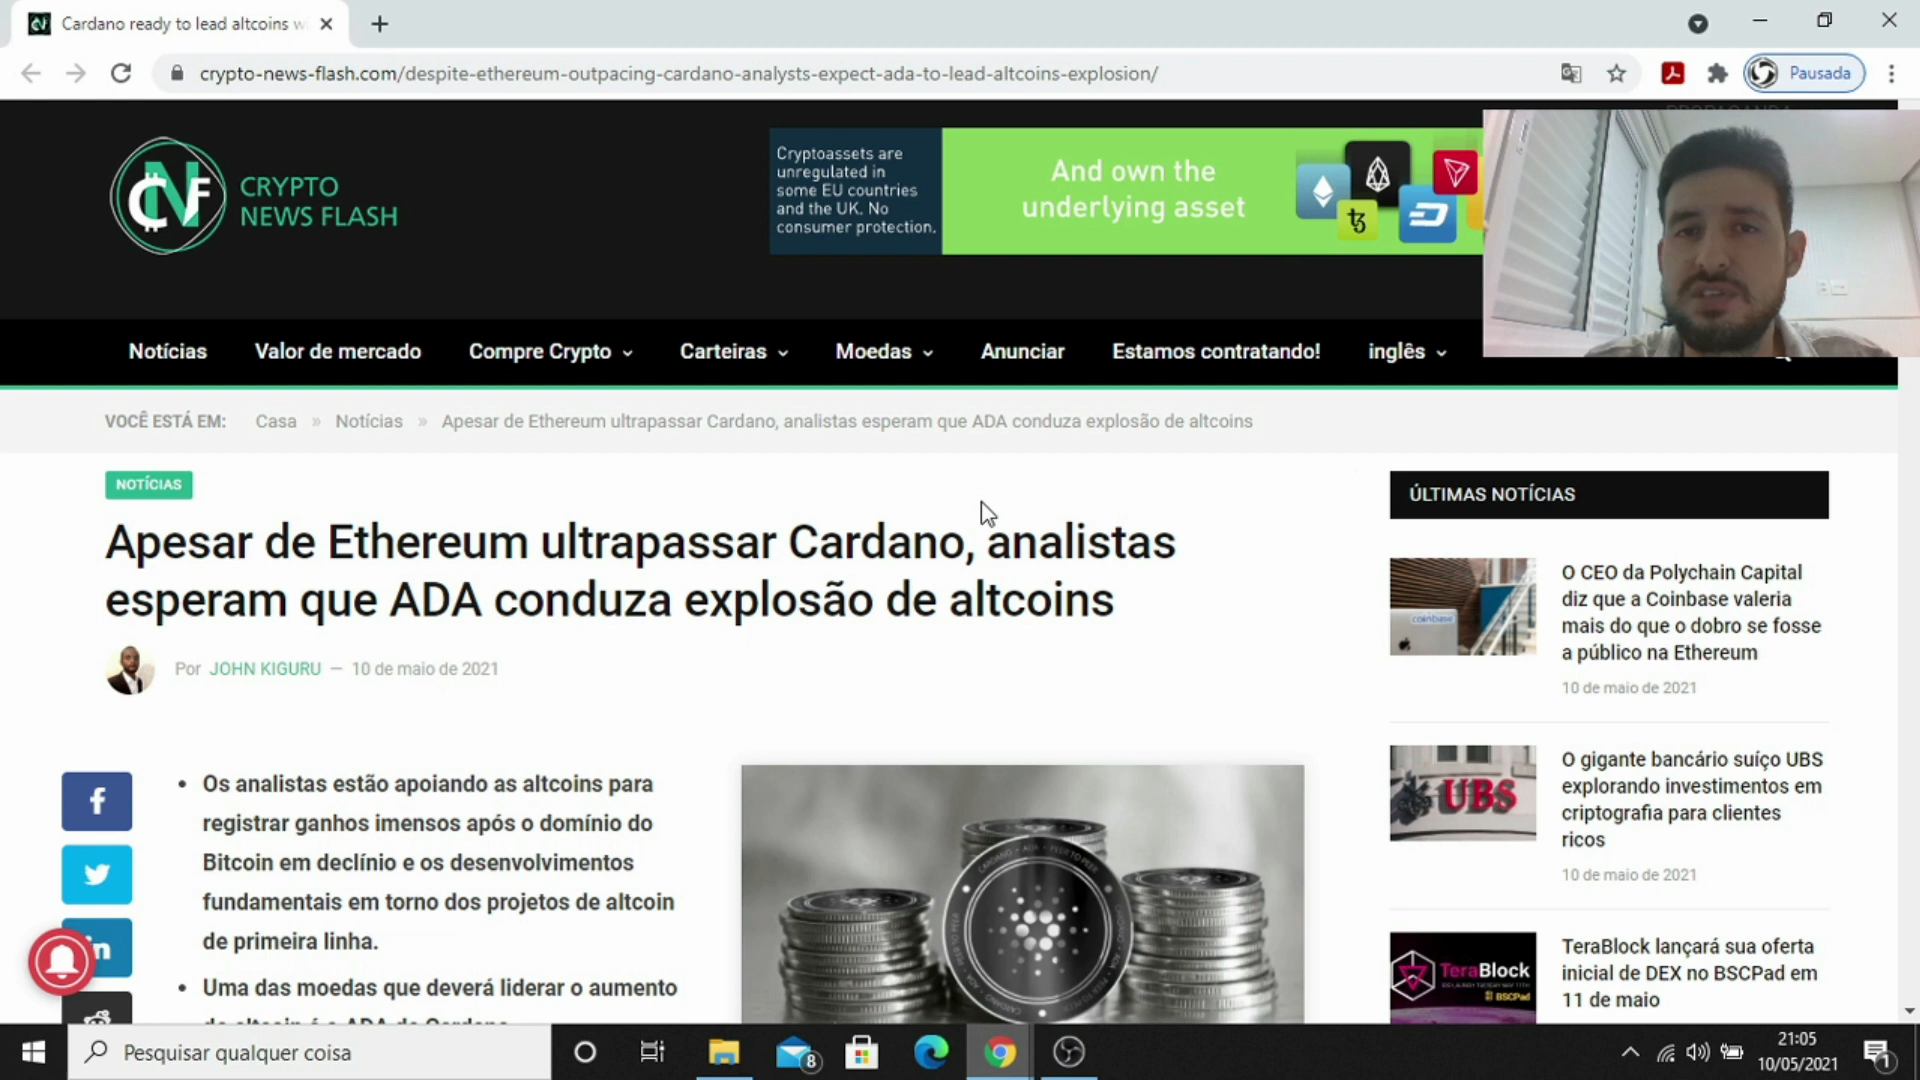 Cardano ready to lead altcoins w
crypto-news-flash.com/despite-ethereum-outpacing-cardano-analysts-expect-ada-to-lead-altcoins-explosion/
Pausada
CNF
CRYPTO
NEWS FLASH
Cryptoassets are
unregulated in
some EU countries
and the UK. No
consumer protection.
And own the
underlying asset
Notícias
Valor de mercado
Compre Crypto
Carteiras
Moedas
Anunciar
Estamos contratando!
inglês
VOCÊ ESTÁ EM:
Casa » Notícias » Apesar de Ethereum ultrapassar Cardano, analistas esperam que ADA conduza explosão de altcoins
NOTÍCIAS
Apesar de Ethereum ultrapassar Cardano, analistas
esperam que ADA conduza explosão de altcoins
Por JOHN KIGURU — 10 de maio de 2021
f
in
• Os analistas estão apoiando as altcoins para
registrar ganhos imensos após o domínio do
Bitcoin em declínio e os desenvolvimentos
fundamentais em torno dos projetos de altcoin
de primeira linha.
• Uma das moedas que deverá liderar o aumento
ÚLTIMAS NOTÍCIAS
coinbase
O CEO da Polychain Capital
diz que a Coinbase valeria
mais do que o dobro se fosse
a público na Ethereum
10 de maio de 2021
UBS
O gigante bancário suíço UBS
explorando investimentos em
criptografia para clientes
ricos
10 de maio de 2021
TeraBlock
BSCPad
TeraBlock lançará sua oferta
inicial de DEX no BSCPad em
11 de maio
Pesquisar qualquer coisa
8
21:05
10/05/2021
1